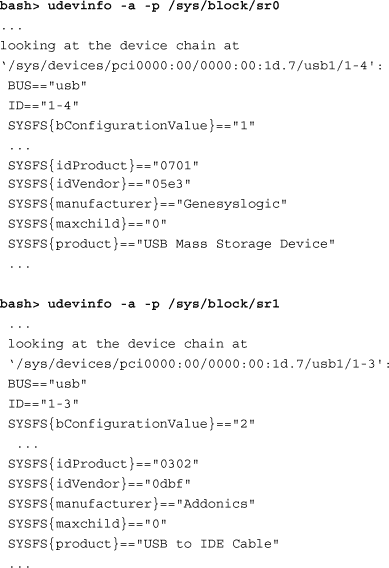 bash> udevinfo -a -p /sys/block/sr0
...
looking at the device chain at
‘/sys/devices/pci0000:00/0000:00:1d.7/usb1/1-4':
BUS=="usb"
ID=="1-4"
SYSFS{bConfigurationValue}=="1"
...
SYSFS{idProduct}=="0701"
SYSFS{idVendor}=="05e3"
SYSFS{manufacturer}=="Genesyslogic"
SYSFS{maxchild}=="0"
SYSFS{product}=="USB Mass Storage Device"
...
bash> udevinfo -a -p /sys/block/sr1
...
looking at the device chain at
‘/sys/devices/pci0000:00/0000:00:1d.7/usb1/1-3':
BUS=="usb"
ID=="1-3"
SYSFS{bConfigurationValue}=="2"
...
SYSFS{idProduct}=="0302"
SYSFS{idVendor}=="0dbf"
SYSFS{manufacturer}=="Addonics"
SYSFS{maxchild}=="0"
SYSFS{product}=="USB to IDE Cable"
...